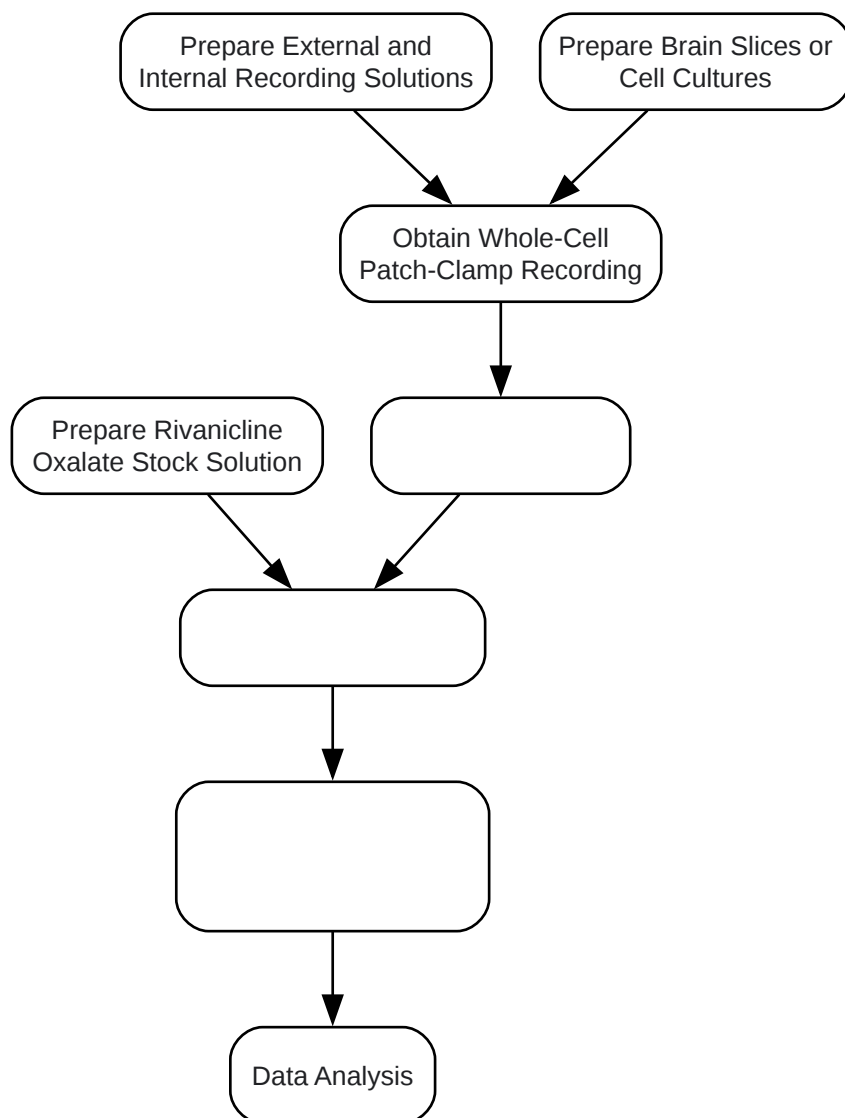 Prepare External and
Internal Recording Solutions
Prepare Brain Slices or
Cell Cultures
Obtain Whole-Cell
Patch-Clamp Recording
Prepare Rivanicline
Oxalate Stock Solution
Data Analysis